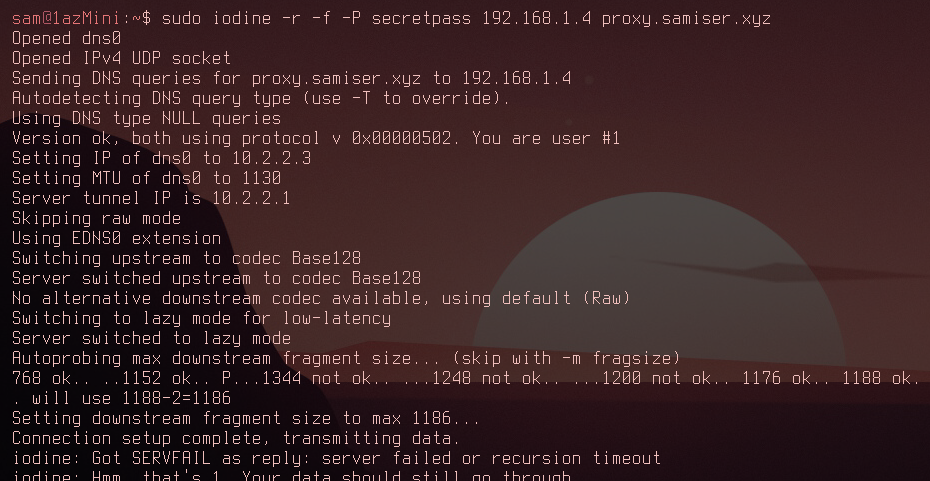 sam@1azMini:~$ sudo iodine -r -f -P secretpass 192.168.1.4 proxy.samiser.xyz
Opened dns0
Opened IPv4 UDP socket
Sending DNS queries for proxy.samiser.xyz to 192.168.1.4
Autodetecting DNS query type (use -T to override).
Using DNS type NULL queries
Version ok, both using protocol v 0x00000502. You are user #1
Setting IP of dns0 to 10.2.2.3
Setting MTU of dns0 to 1130
Server tunnel IP is 10.2.2.1
Skipping raw mode
Using EDNS0 extension
Switching upstream to codec Base128
Server switched upstream to codec Base128
No alternative downstream codec available, using default (Raw)
Switching to lazy mode for low-latency
Server switched to lazy mode
Autoprobing max downstream fragment size... (skip with -m fragsize)
768 ok.. ..1152 ok.. P...1344 not ok.. ...1248 not ok.. ...1200 not ok.. 1176 ok.. 1188 ok.
. will use 1188-2=1186
Setting downstream fragment size to max 1186...
Connection setup complete, transmitting data.
iodine: Got SERVFAIL as reply: server failed or recursion timeout
iodine: Hmm, that's 1. Your data should still go through